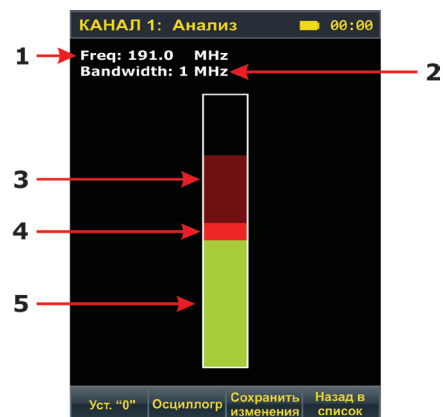 КАНАЛ 1: Анализ 00:00
Freq: 191.0 MHz
Bandwidth: 1 MHz
1
2
3
4
5
Уст. "0" Осциллогр Сохранить изменения Назад в список